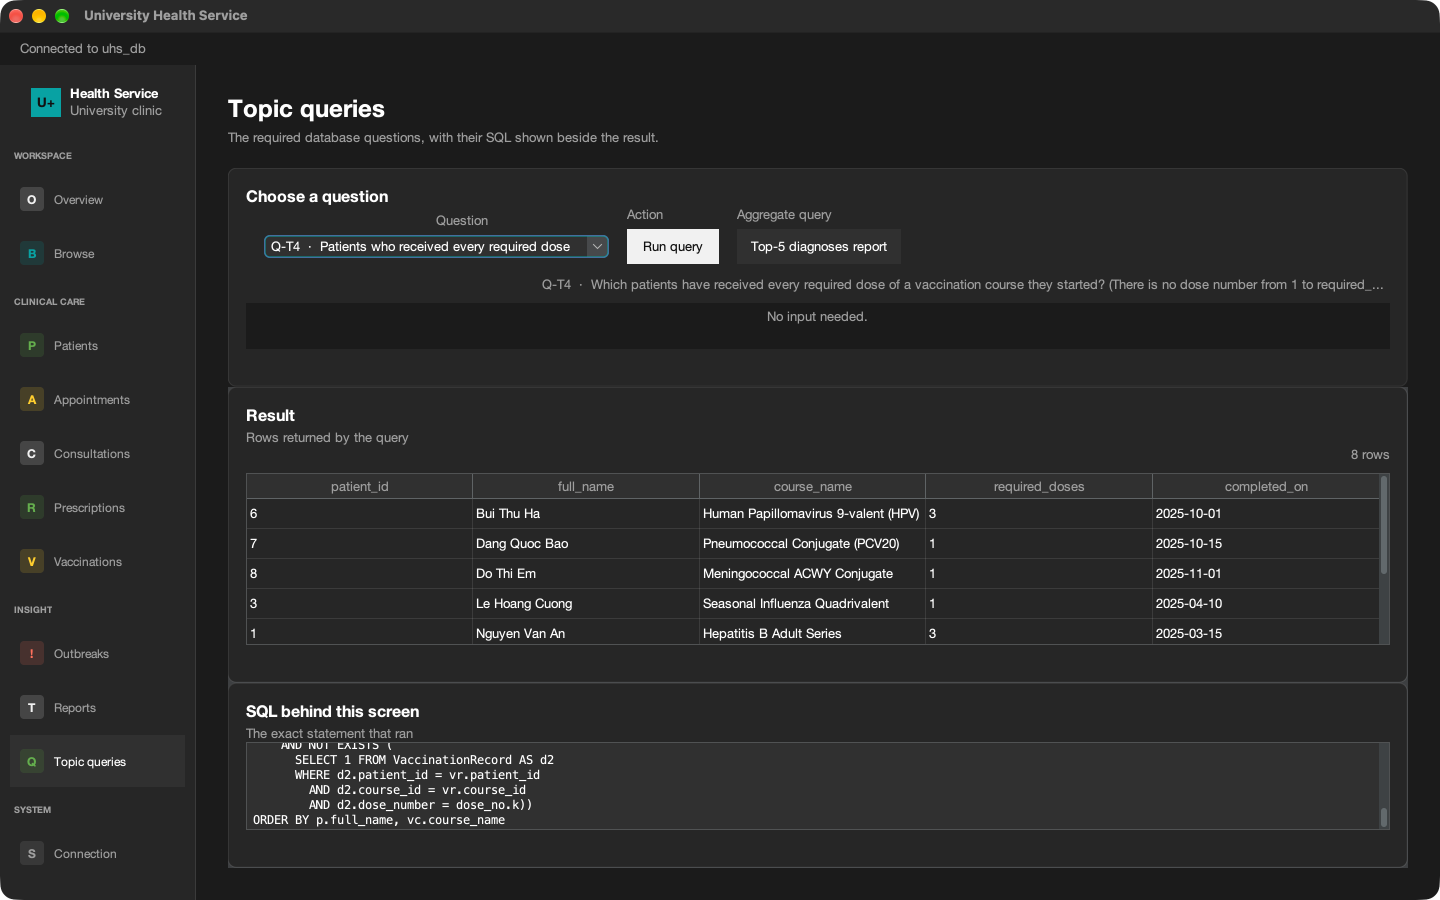 University Health Service
Connected to uhs_db
U+
Health Service
University clinic
WORKSPACE
O Overview
B Browse
CLINICAL CARE
P Patients
A Appointments
C Consultations
R Prescriptions
V Vaccinations
INSIGHT
! Outbreaks
T Reports
Q Topic queries
SYSTEM
S Connection
Topic queries
The required database questions, with their SQL shown beside the result.
Choose a question
Question
Action
Aggregate query
Q-T4 · Patients who received every required dose
Run query
Top-5 diagnoses report
Q-T4 · Which patients have received every required dose of a vaccination course they started? (There is no dose number from 1 to required_...
No input needed.
Result
Rows returned by the query
8 rows
patient_id full_name course_name required_doses completed_on
6 Bui Thu Ha Human Papillomavirus 9-valent (HPV) 3 2025-10-01
7 Dang Quoc Bao Pneumococcal Conjugate (PCV20) 1 2025-10-15
8 Do Thi Em Meningococcal ACWY Conjugate 1 2025-11-01
3 Le Hoang Cuong Seasonal Influenza Quadrivalent 1 2025-04-10
1 Nguyen Van An Hepatitis B Adult Series 3 2025-03-15
SQL behind this screen
The exact statement that ran
AND NOT EXISTS (
SELECT 1 FROM VaccinationRecord AS d2
WHERE d2.patient_id = vr.patient_id
AND d2.course_id = vr.course_id
AND d2.dose_number = dose_no.k))
ORDER BY p.full_name, vc.course_name